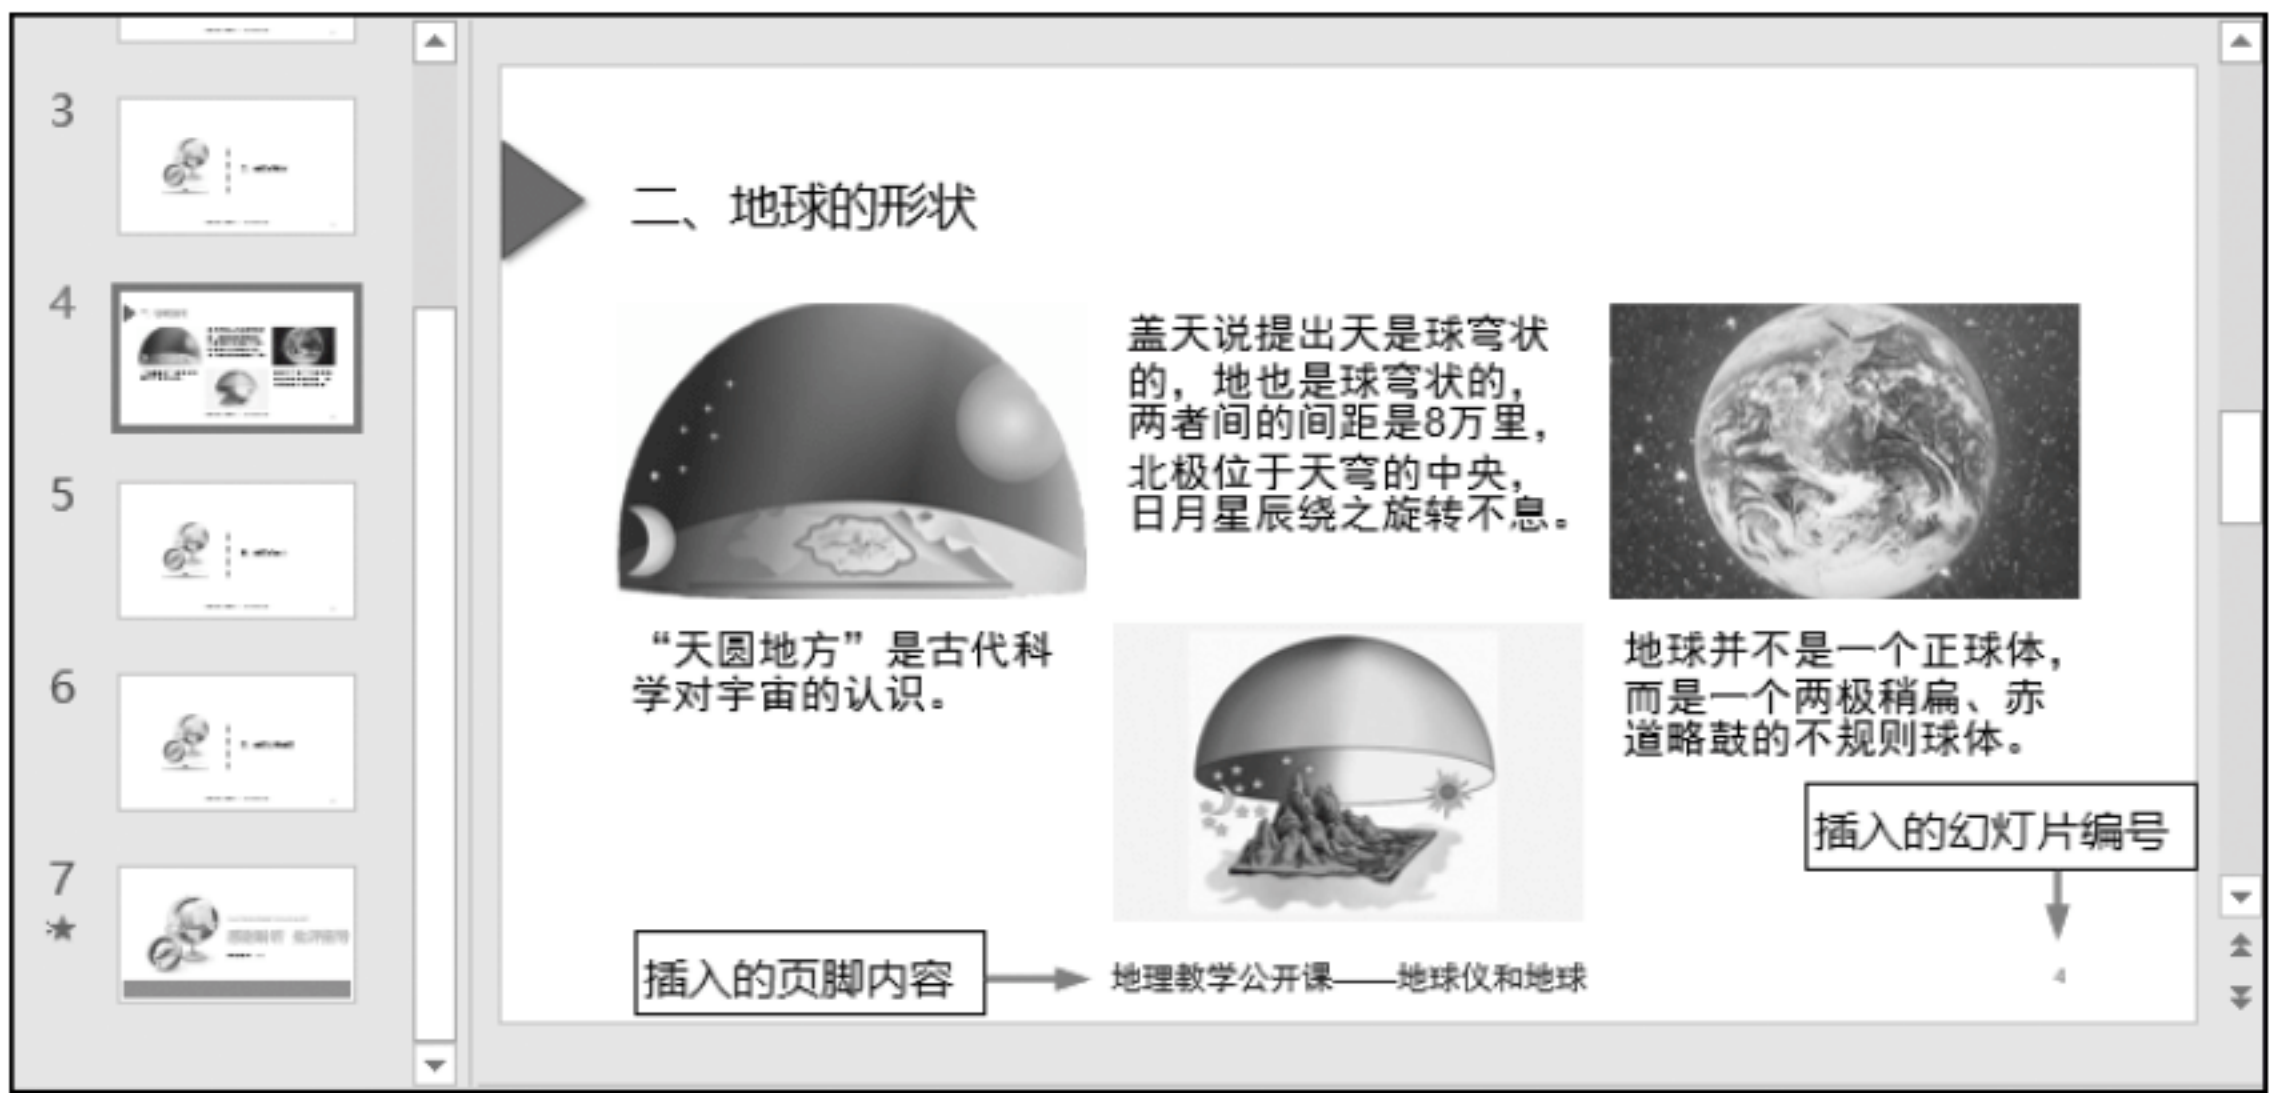 3
4
5
6
7
二、地球的形状
盖天说提出天是球穹状
的，地也是球穹状的，
两者间的间距是8万里，
北极位于天穹的中央，
日月星辰绕之旋转不息。
“天圆地方”是古代科
学对宇宙的认识。
地球并不是一个正球体，
而是一个两极稍扁、赤
道略鼓的不规则球体。
插入的幻灯片编号
插入的页脚内容
地理教学公开课——地球仪和地球
4